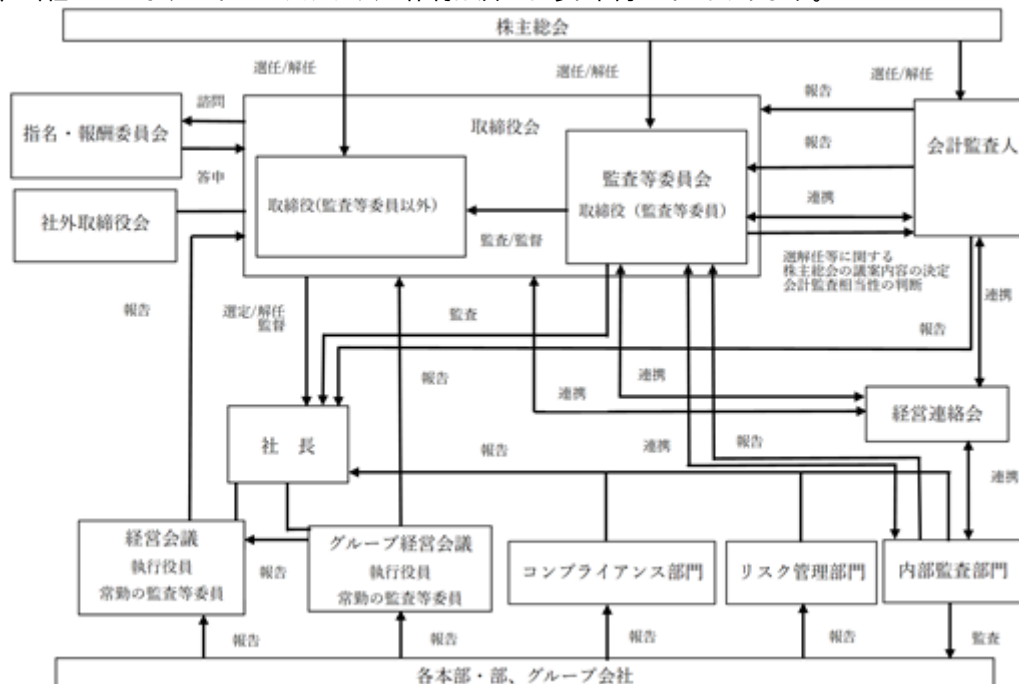 株主総会
選任/解任
選任/解任
選任/解任
諮問
報告
指名・報酬委員会
取締役会
会計監査人
答申
報告
監査等委員会
取締役（監査等委員）
取締役(監査等委員以外)
社外取締役会
連携
監査/監督
選解任等に関する
株主総会の議案内容の決定
会計監査相当性の判断
報告
選定/解任
監督
監査
連携
報告
報告
連携
連携
経営連絡会
社　長
報告
連携
報告
連携
経営会議
執行役員
常勤の監査等委員
報告
グループ経営会議
執行役員
常勤の監査等委員
コンプライアンス部門
リスク管理部門
内部監査部門
報告
報告
報告
報告
監査
各本部・部、グループ会社